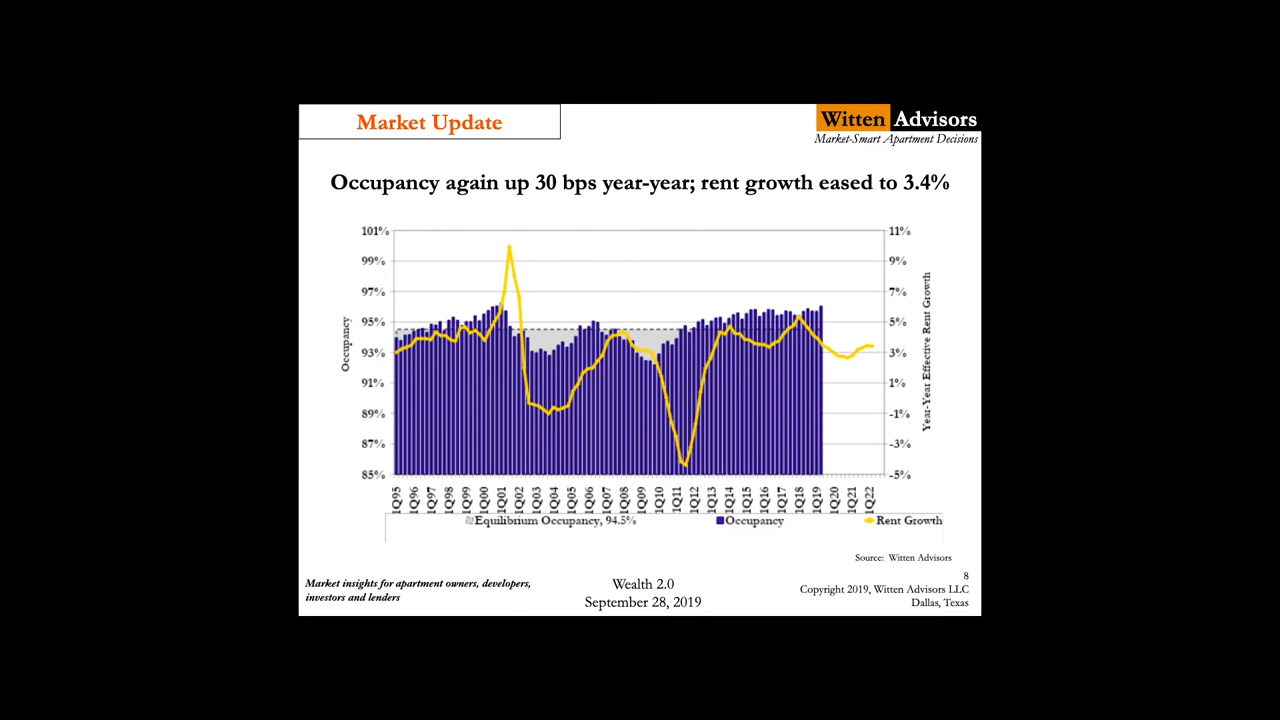 Market Update
Witten Advisors
Market-Smart Apartment Decisions
Occupancy again up 30 bps year-year; rent growth eased to 3.4%
101%
99%
97%
95%
93%
91%
89%
87%
85%
Occupancy
11%
9%
7%
5%
3%
1%
-1%
-3%
-5%
Year-Year Effective Rent Growth
1Q95
1Q96
1Q97
1Q98
1Q99
1Q00
1Q01
1Q02
1Q03
1Q04
1Q05
1Q06
1Q07
1Q08
1Q09
1Q10
1Q11
1Q12
1Q13
1Q14
1Q15
1Q16
1Q17
1Q18
1Q19
1Q20
1Q21
1Q22
Equilibrium Occupancy, 94.5%
Occupancy
Rent Growth
Source: Witten Advisors
Market insights for apartment owners, developers,
investors and lenders
Wealth 2.0
September 28, 2019
8
Copyright 2019, Witten Advisors LLC
Dallas, Texas